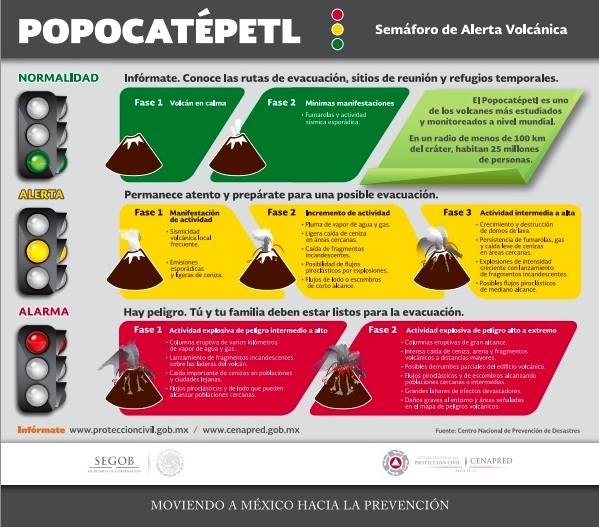 POPOCATÉPETL
Semáforo de Alerta Volcánica
NORMALIDAD
Infórmate. Conoce las rutas de evacuación, sitios de reunión y refugios temporales.
Fase 1 Volcán en calma
Fase 2 Mínimas manifestaciones
• Fumarolas y actividad
sísmica esporádica.
El Popocatépetl es uno
de los volcanes más estudiados
y monitoreados a nivel mundial.
En un radio de menos de 100 km
del cráter, habitan 25 millones
de personas.
ALERTA
Permanece atento y prepárate para una posible evacuación.
Fase 1 Manifestación
de actividad
• Sismicidad
volcánica local
frecuente.
• Emisiones
esporádicas
y ligeras de ceniza.
Fase 2 Incremento de actividad
• Pluma de vapor de agua y gas.
• Ligera caída de ceniza
en áreas cercanas.
• Caída de fragmentos
incandescentes.
• Posibilidad de flujos
piroclásticos por explosiones.
• Flujos de lodo o escombros
de corto alcance.
Fase 3 Actividad intermedia a alta
• Crecimiento y destrucción
de domos de lava.
• Persistencia de fumarolas, gas
y caída leve de cenizas
en áreas cercanas.
• Explosiones de intensidad
creciente con lanzamiento
de fragmentos incandescentes.
• Posibles flujos piroclásticos
de mediano alcance.
ALARMA
Hay peligro. Tú y tu familia deben estar listos para la evacuación.
Fase 1 Actividad explosiva de peligro intermedio a alto
• Columna eruptiva de varios kilómetros
de vapor de agua y gas.
• Lanzamiento de fragmentos incandescentes
sobre las laderas del volcán.
• Caída importante de cenizas en poblaciones
y ciudades lejanas.
• Flujos piroclásticos y de lodo que pueden
alcanzar poblaciones cercanas.
Fase 2 Actividad explosiva de peligro alto a extremo
• Columnas eruptivas de gran alcance.
• Intensa caída de ceniza, arena y fragmentos
volcánicos a distancias mayores.
• Posibles derrumbes parciales del edificio volcánico.
• Flujos piroclásticos y de escombros alcanzando
poblaciones cercanas e intermedias.
• Grandes lahares de efectos devastadores
• Daños graves al entorno y áreas señaladas
en el mapa de peligros volcánicos.
Infórmate www.proteccioncivil.gob.mx / www.cenapred.gob.mx
Fuente: Centro Nacional de Prevención de Desastres
SEGOB
SECRETARÍA DE GOBERNACIÓN
SISTEMA NACIONAL DE
PROTECCIÓN CIVIL
MÉXICO
CENAPRED
MOVIENDO A MÉXICO HACIA LA PREVENCIÓN